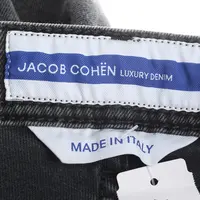 JACOB COHËN LUXURY DENIM
MADE IN ITALY